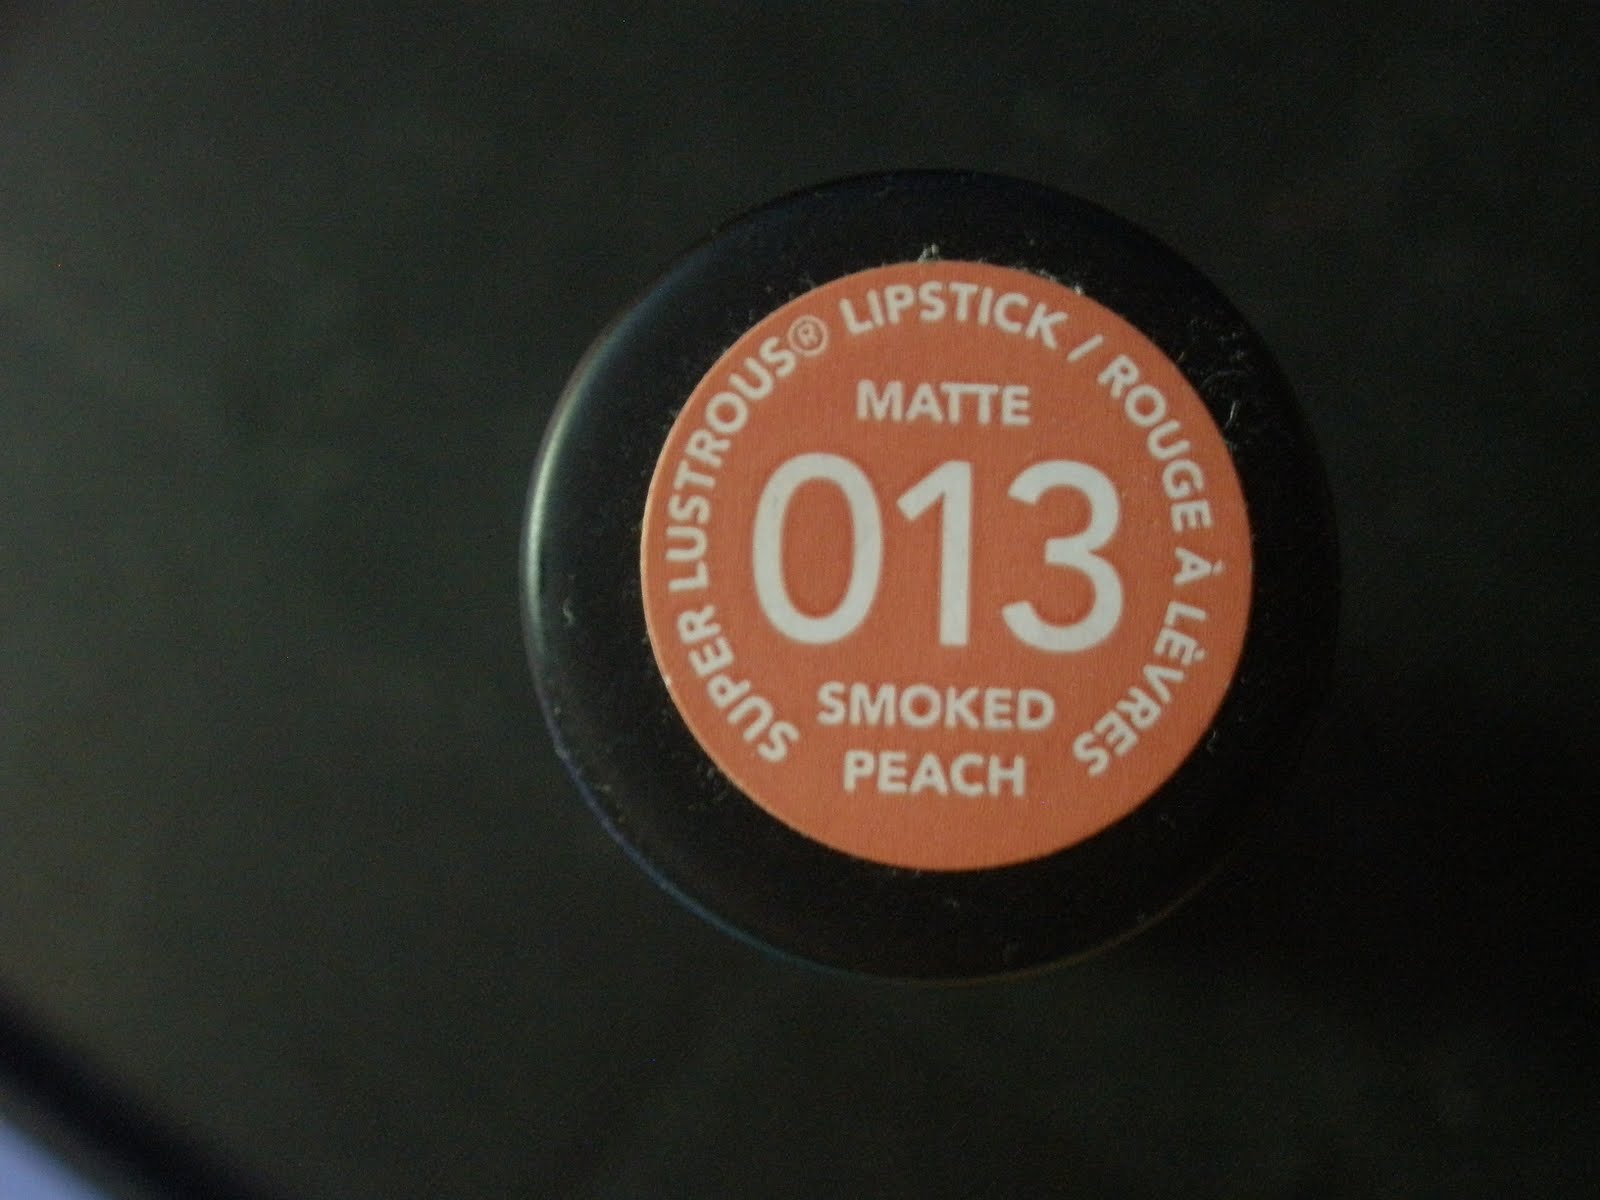 SUPER LUSTROUS® LIPSTICK / ROUGE À LÈVRES
MATTE
013
SMOKED
PEACH